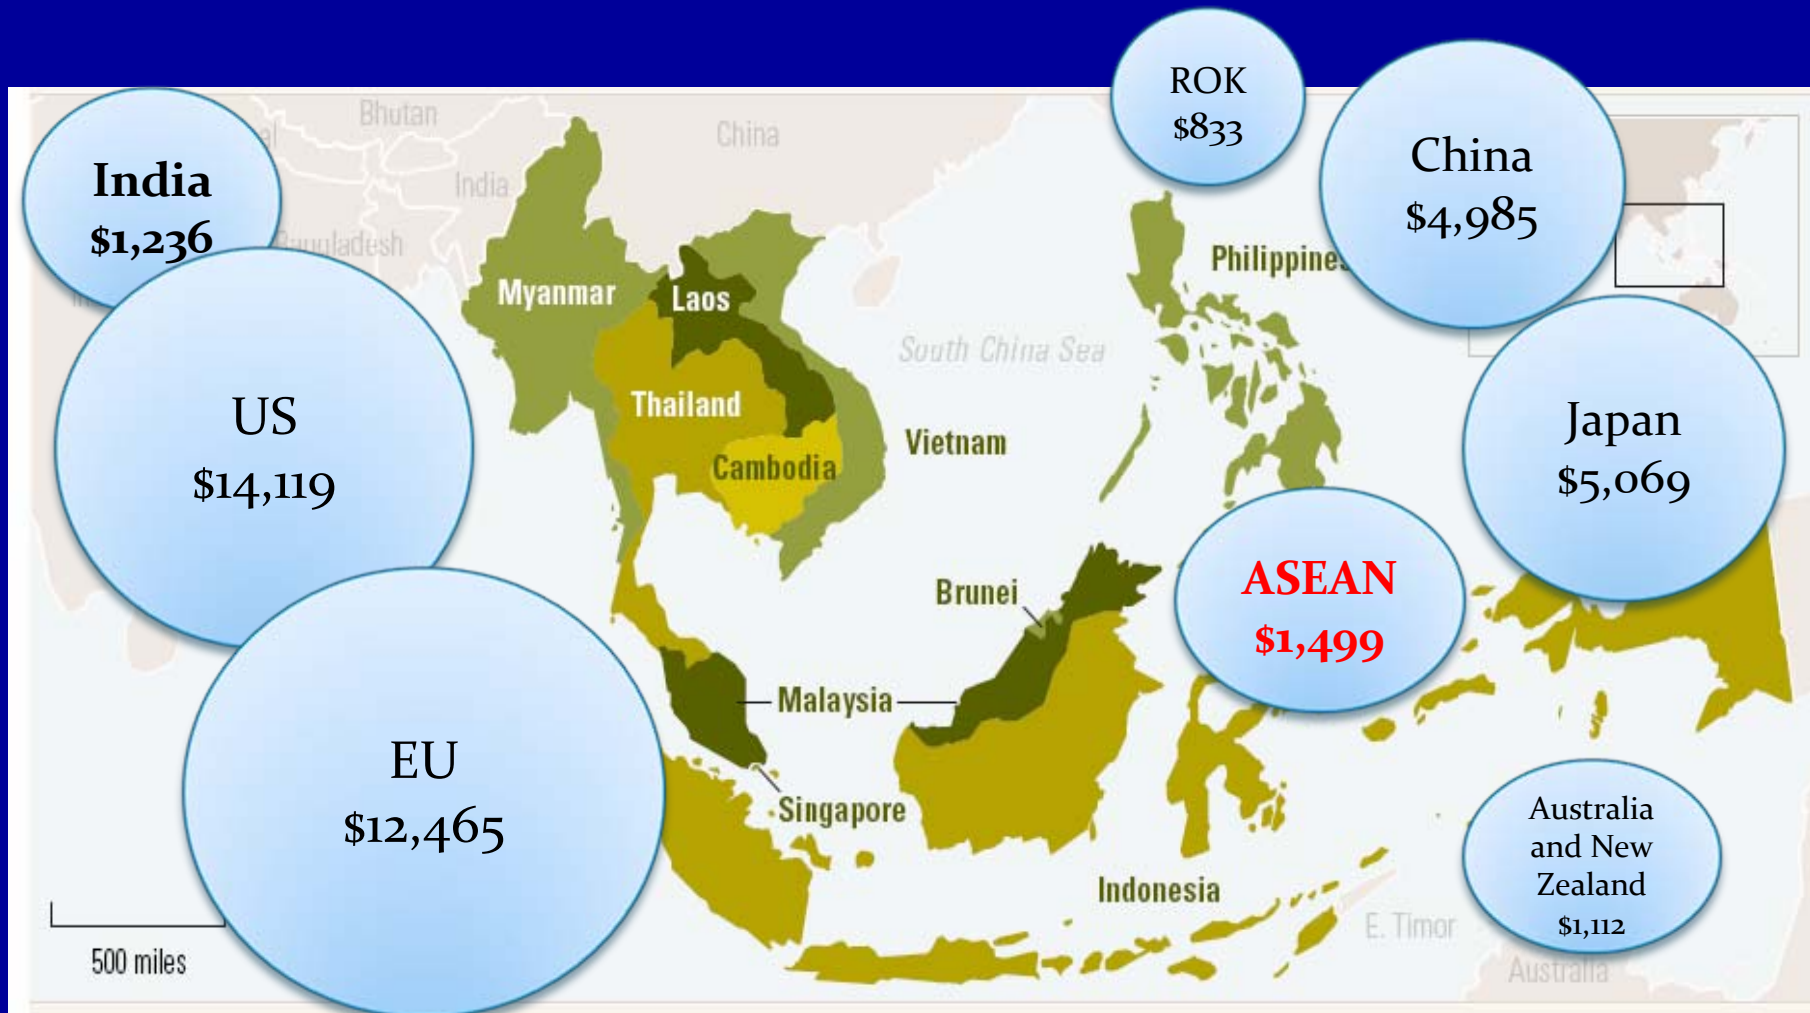 ROK
$833
China
$4,985
Bhutan
China
India
$1,236
India
Bangladesh
Philippines
Myanmar
Laos
South China Sea
US
$14,119
Thailand
Vietnam
Cambodia
Japan
$5,069
ASEAN
$1,499
Brunei
Malaysia
EU
$12,465
Singapore
Australia
and New
Zealand
$1,112
Indonesia
E. Timor
500 miles
Australia